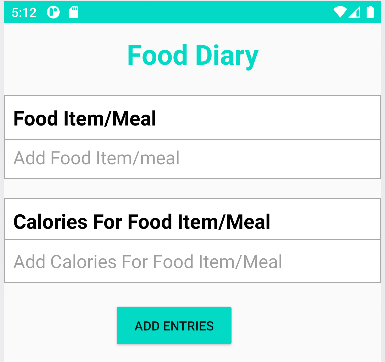 5:12
Food Diary
Food Item/Meal
Add Food Item/meal
Calories For Food Item/Meal
Add Calories For Food Item/Meal
ADD ENTRIES